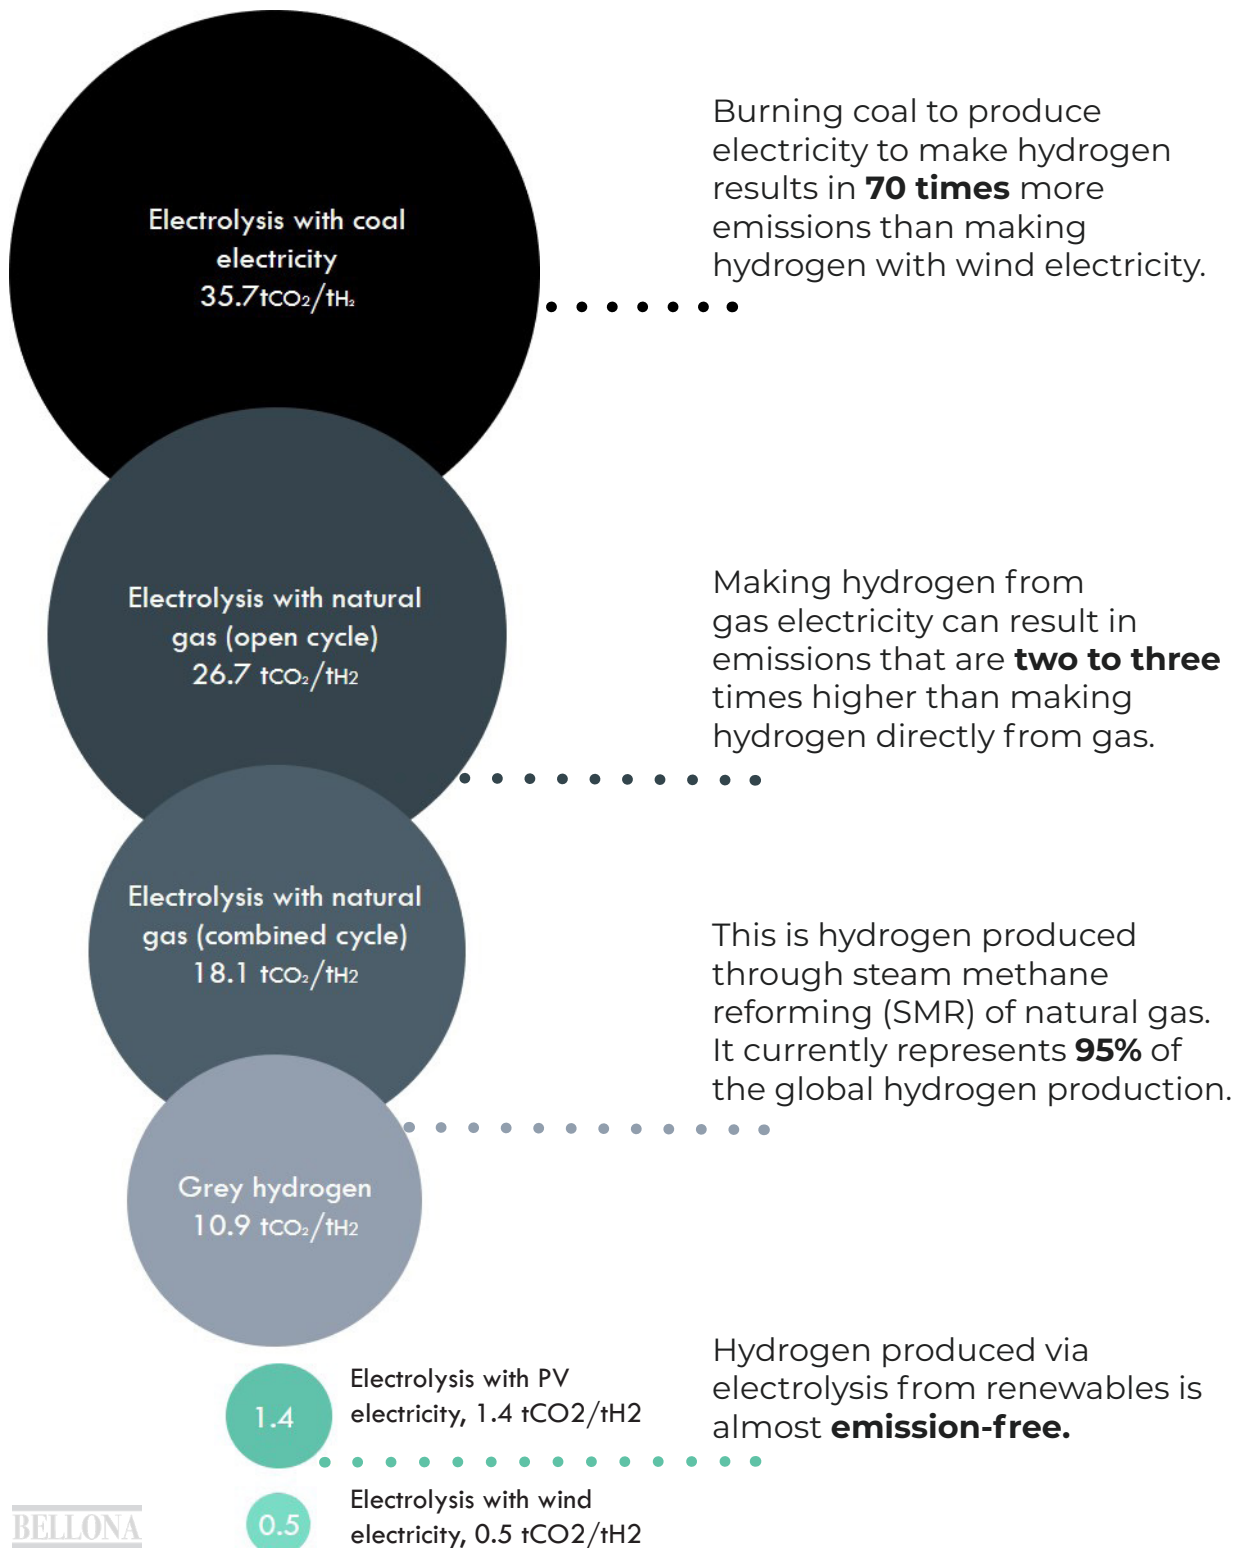 Electrolysis with coal
electricity
35.7tCO₂/tH₂
Burning coal to produce
electricity to make hydrogen
results in 70 times more
emissions than making
hydrogen with wind electricity.
Electrolysis with natural
gas (open cycle)
26.7 tCO₂/tH2
Making hydrogen from
gas electricity can result in
emissions that are two to three
times higher than making
hydrogen directly from gas.
Electrolysis with natural
gas (combined cycle)
18.1 tCO₂/tH2
This is hydrogen produced
through steam methane
reforming (SMR) of natural gas.
It currently represents 95% of
the global hydrogen production.
Grey hydrogen
10.9 tCO₂/tH2
1.4
Electrolysis with PV
electricity, 1.4 tCO2/tH2
Hydrogen produced via
electrolysis from renewables is
almost emission-free.
0.5
Electrolysis with wind
electricity, 0.5 tCO2/tH2
BELLONA